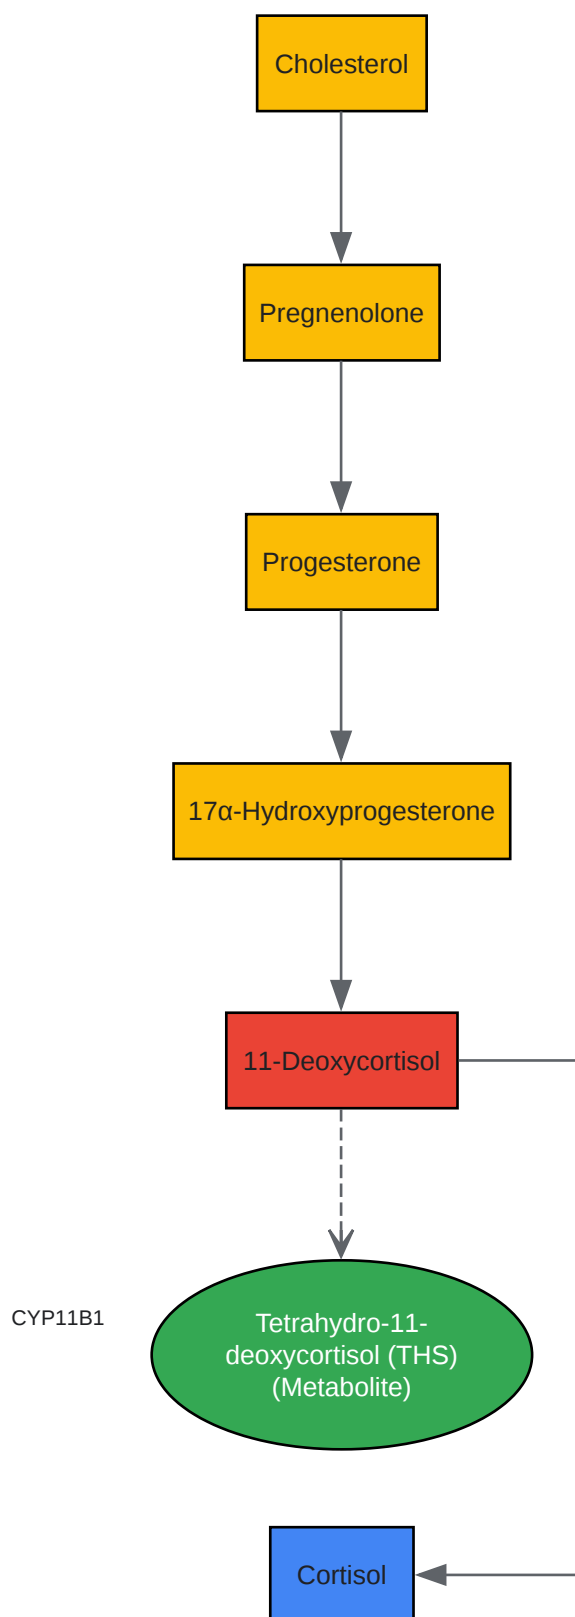 Cholesterol
Pregnenolone
Progesterone
17α-Hydroxyprogesterone
11-Deoxycortisol
CYP11B1
Tetrahydro-11-
deoxycortisol (THS)
(Metabolite)
Cortisol